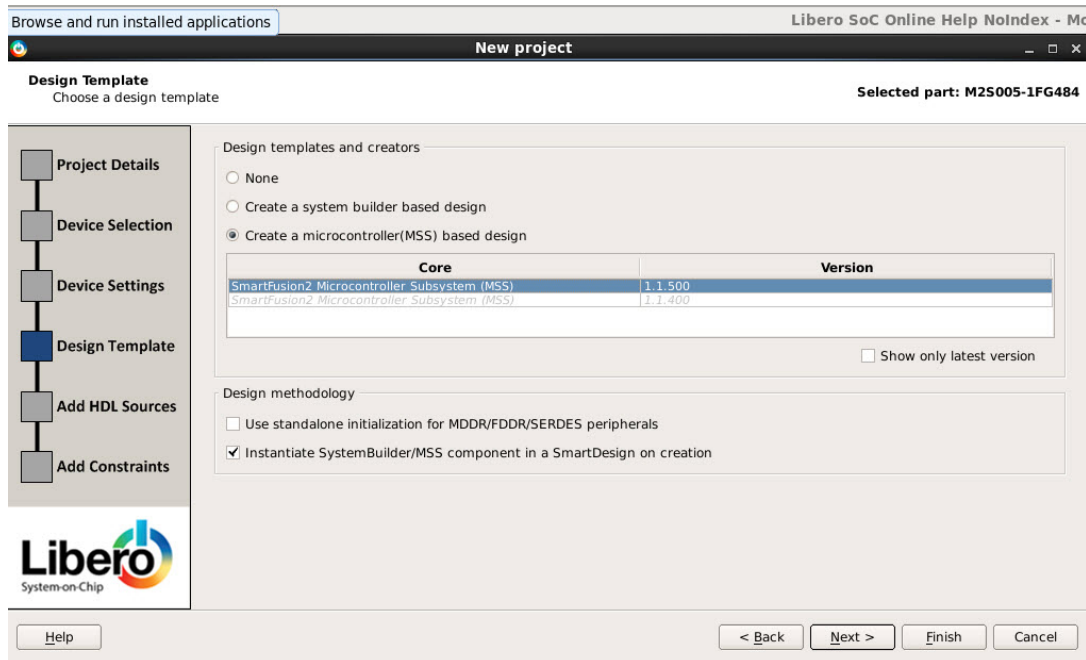 Browse and run installed applications
Libero SoC Online Help NoIndex - Mo
New project
Design Template
Choose a design template
Selected part: M2S005-1FG484
Project Details
Device Selection
Device Settings
Design Template
Add HDL Sources
Add Constraints
Design templates and creators
None
Create a system builder based design
Create a microcontroller(MSS) based design
Core Version
SmartFusion2 Microcontroller Subsystem (MSS) 1.1.500
SmartFusion2 Microcontroller Subsystem (MSS) 1.1.400
Show only latest version
Design methodology
Use standalone initialization for MDDR/FDDR/SERDES peripherals
Instantiate SystemBuilder/MSS component in a SmartDesign on creation
Libero
System-on-Chip
Help
< Back
Next >
Finish
Cancel